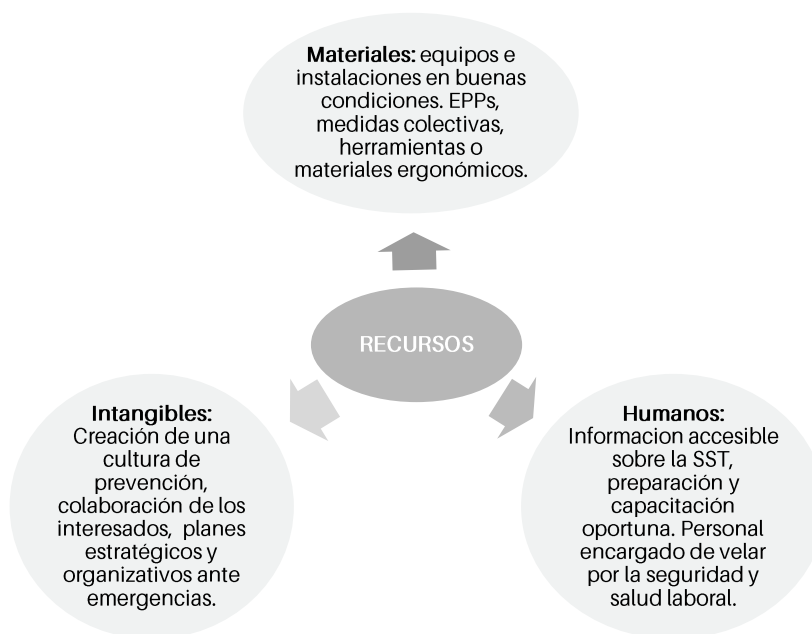 Materiales: equipos e
instalaciones en buenas
condiciones. EPPs,
medidas colectivas,
herramientas o
materiales ergonómicos.
RECURSOS
Intangibles:
Creación de una
cultura de
prevención,
colaboración de los
interesados, planes
estratégicos y
organizativos ante
emergencias.
Humanos:
Informacion accesible
sobre la SST,
preparación y
capacitación
oportuna. Personal
encargado de velar
por la seguridad y
salud laboral.